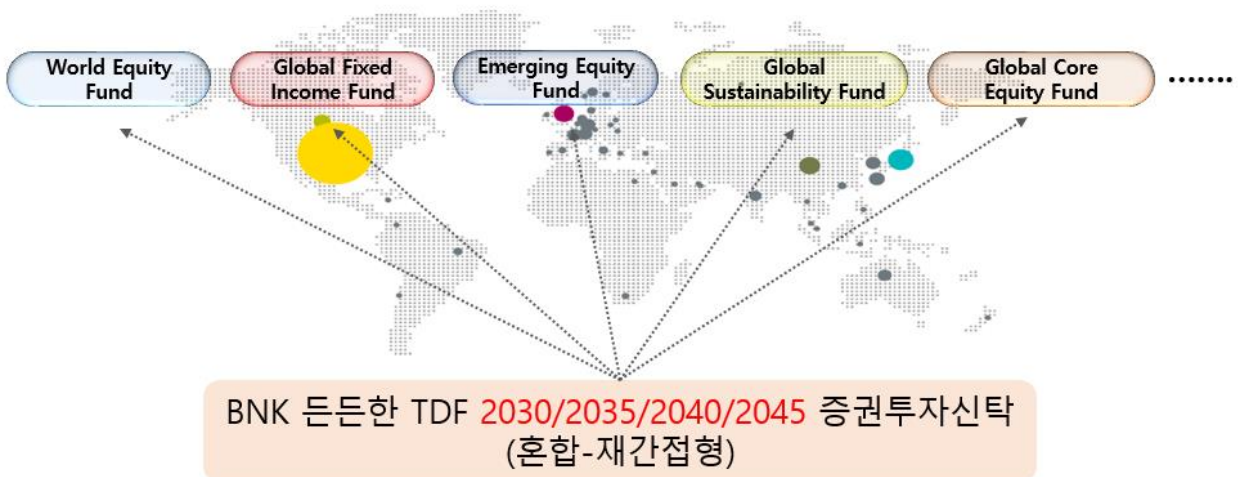 World Equity
Fund
Global Fixed
Income Fund
Emerging Equity
Fund
Global
Sustainability Fund
Global Core
Equity Fund
·······
BNK 든든한 TDF 2030/2035/2040/2045 증권투자신탁
(혼합-재간접형)